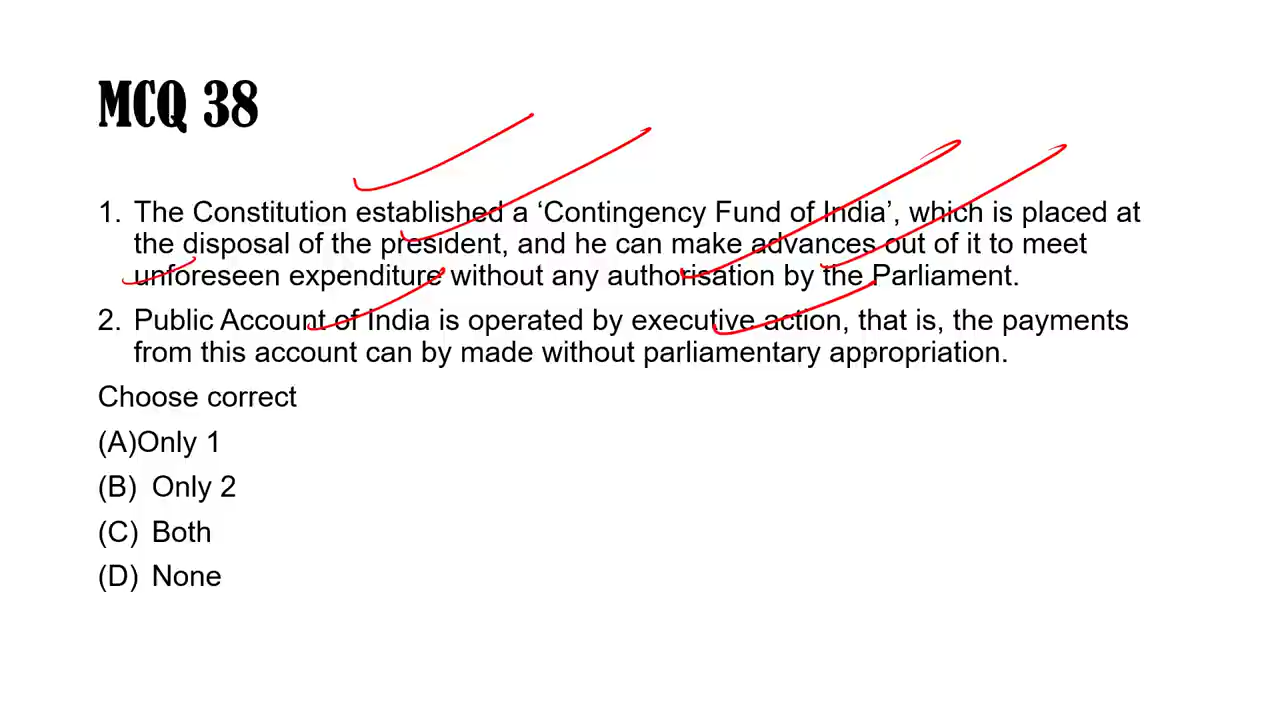 MCQ 38
1. The Constitution established a ‘Contingency Fund of India’, which is placed at
the disposal of the president, and he can make advances out of it to meet
unforeseen expenditure without any authorisation by the Parliament.
2. Public Account of India is operated by executive action, that is, the payments
from this account can by made without parliamentary appropriation.
Choose correct
(A)Only 1
(B) Only 2
(C) Both
(D) None